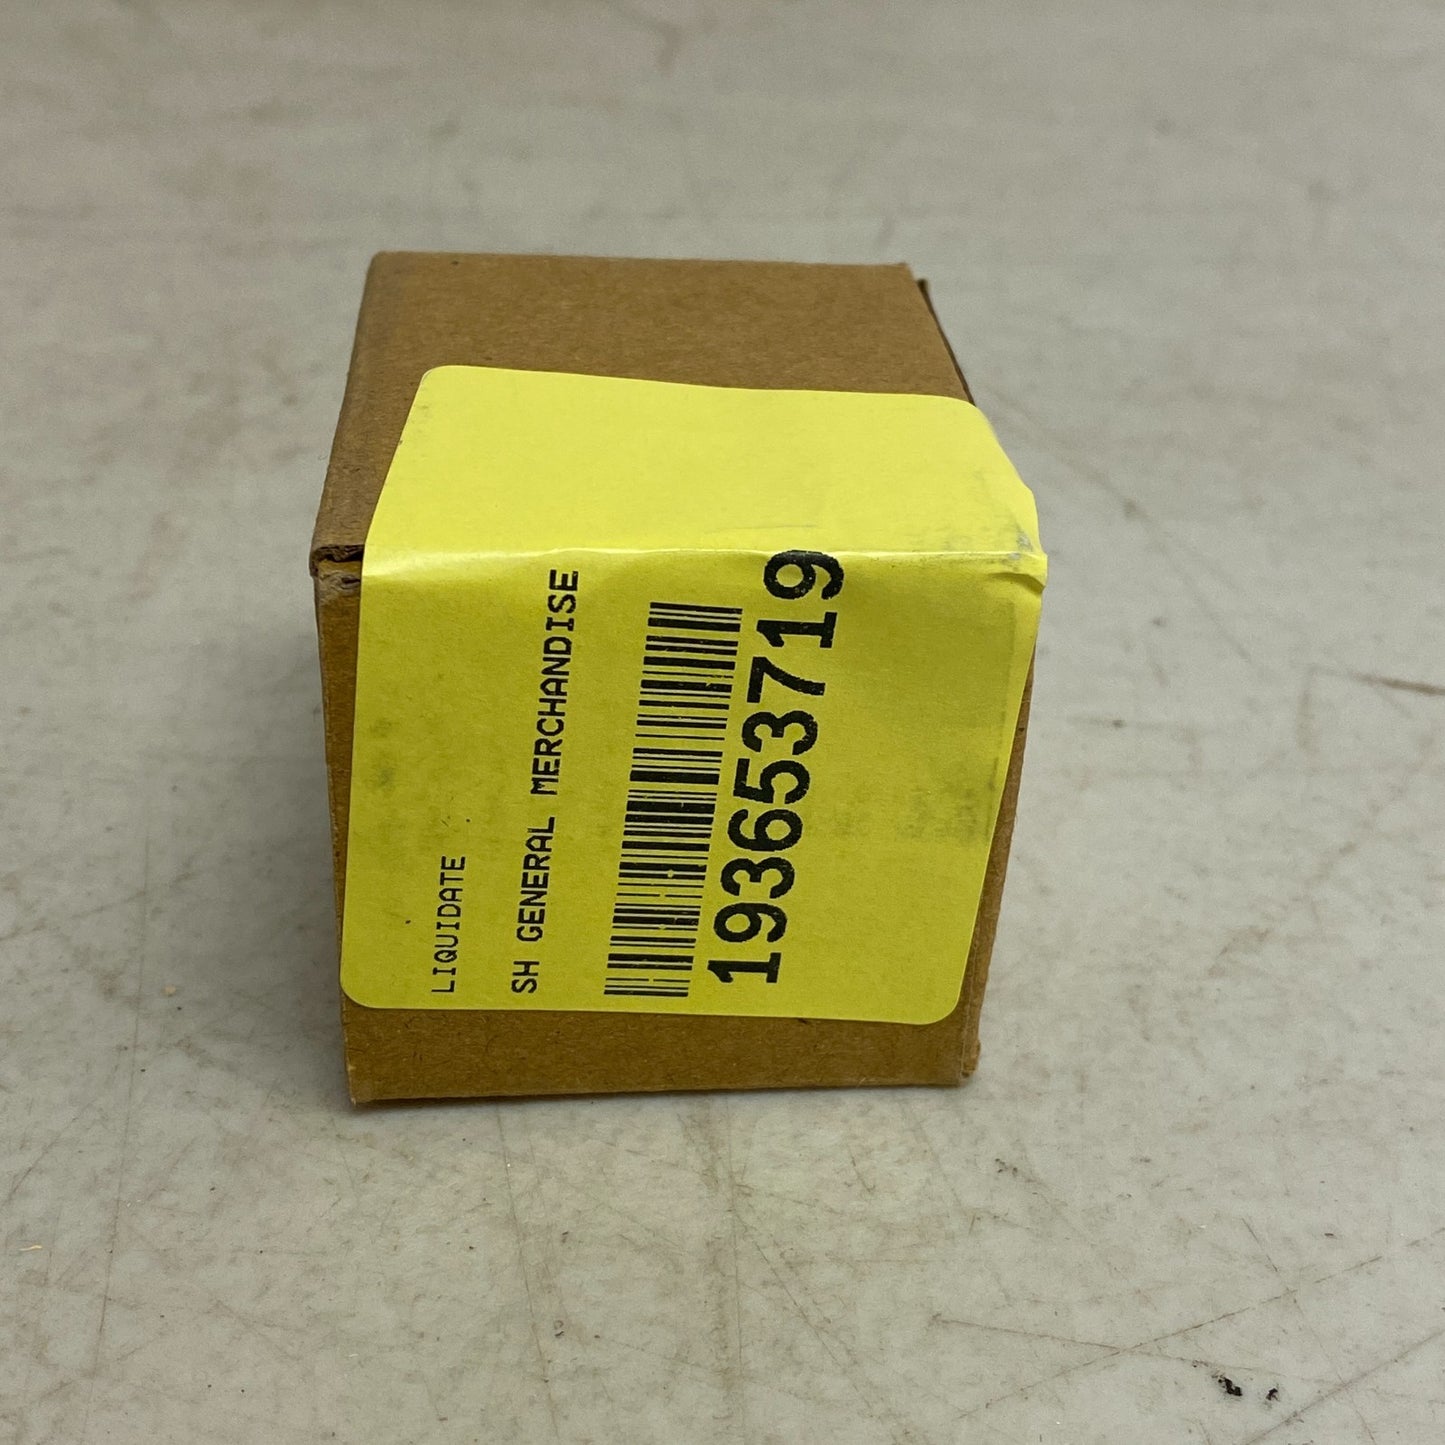 LIQUIDATE
SH GENERAL MERCHANDISE
193653719